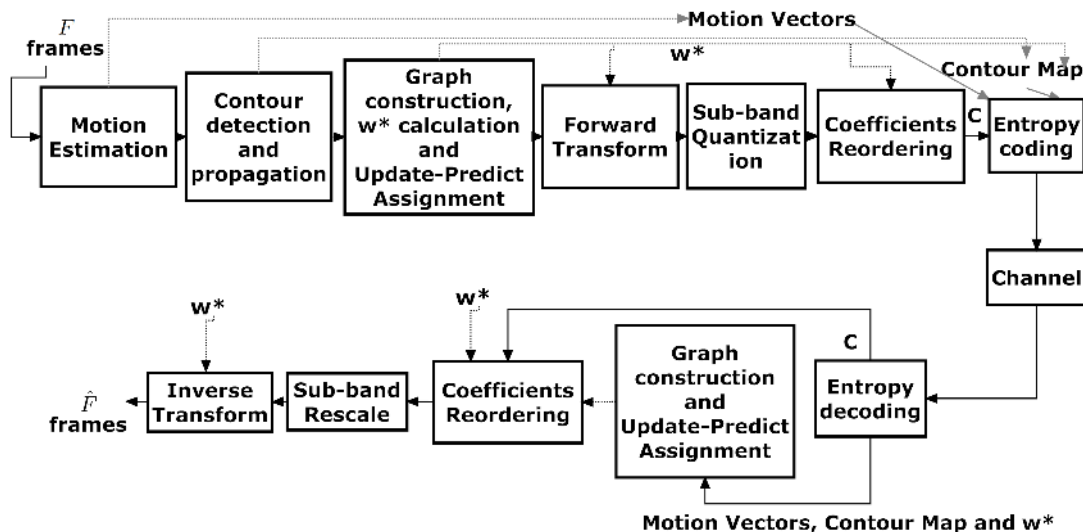 F
frames
Motion Vectors
w*
Contour Map
Motion
Estimation
Contour
detection
and
propagation
Graph
construction,
w* calculation
and
Update-Predict
Assignment
Forward
Transform
Sub-band
Quantizat
ion
Coefficients
Reordering
C
Entropy
coding
Channel
w*
w*
C
F̂
frames
Inverse
Transform
Sub-band
Rescale
Coefficients
Reordering
Graph
construction
and
Update-Predict
Assignment
Entropy
decoding
Motion Vectors, Contour Map and w*